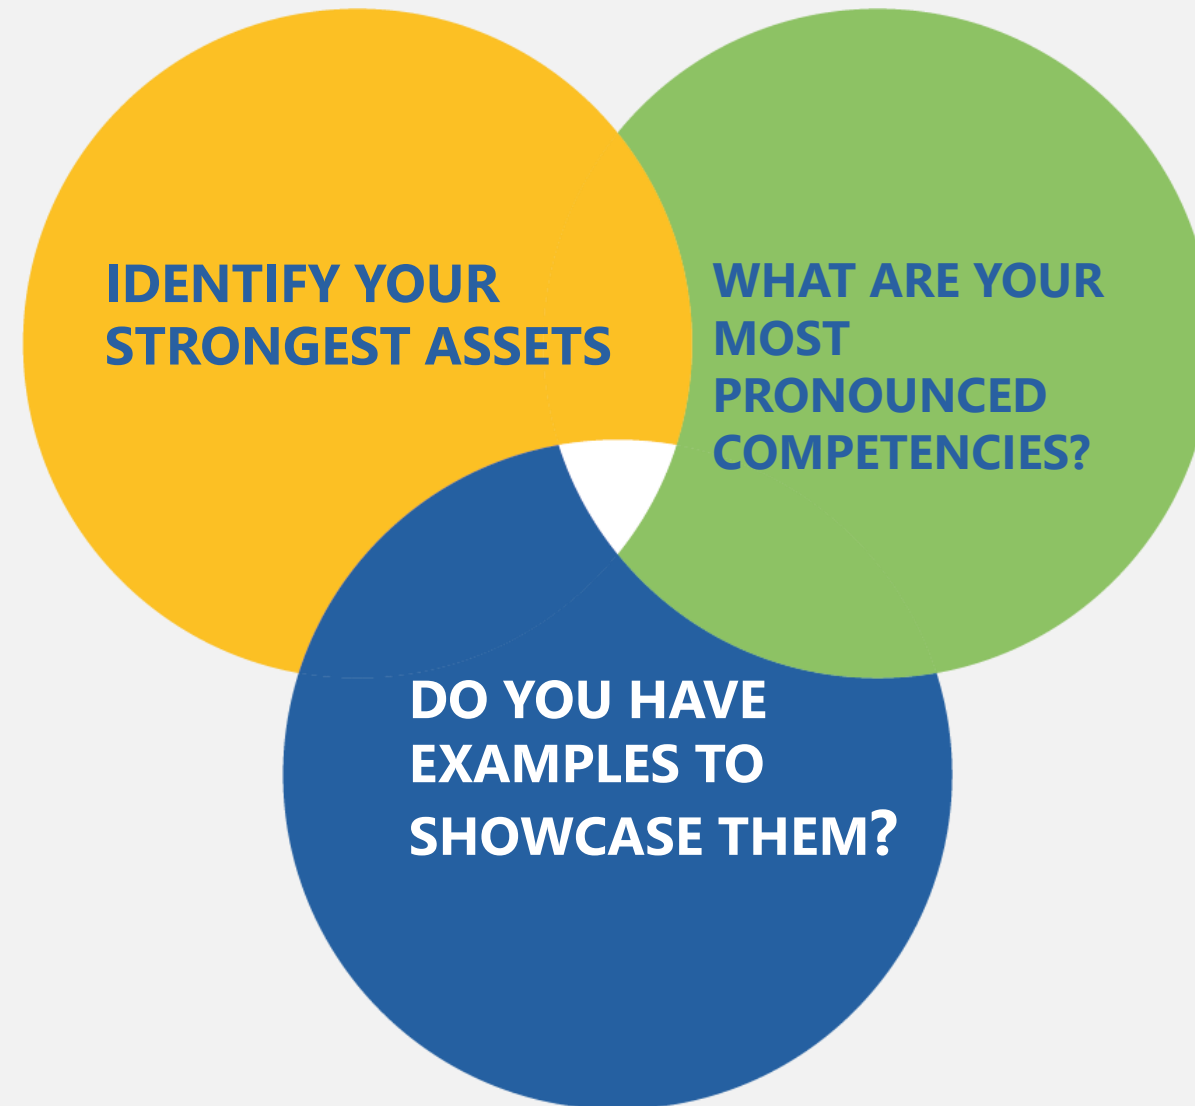 IDENTIFY YOUR
STRONGEST ASSETS
WHAT ARE YOUR
MOST
PRONOUNCED
COMPETENCIES?
DO YOU HAVE
EXAMPLES TO
SHOWCASE THEM?